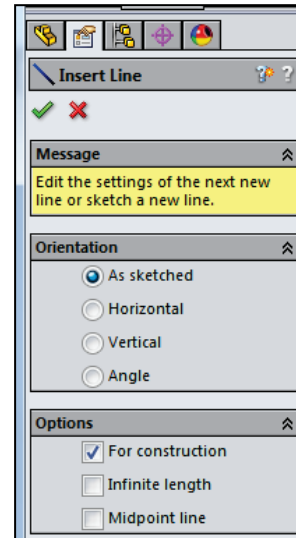 Insert Line
?
Message
Edit the settings of the next new
line or sketch a new line.
Orientation
As sketched
Horizontal
Vertical
Angle
Options
For construction
Infinite length
Midpoint line